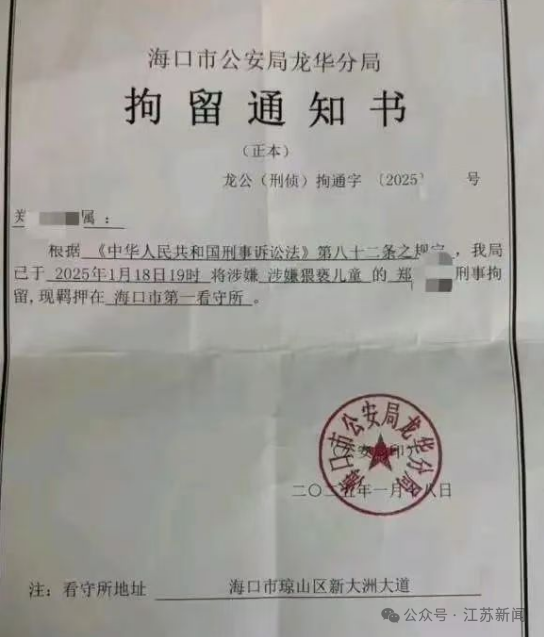 海口市公安局龙华分局
拘留通知书
（正本）
龙公（刑侦）拘通字 〔2025〕 号
郑 属：
根据 《中华人民共和国刑事诉讼法》第八十二条之规定 ，我局
已于 2025年1月18日19时 将涉嫌 涉嫌猥亵儿童 的 郑 刑事拘
留,现羁押在 海口市第一看守所 。
海口市公安局龙华分局
二〇二五年一月 八日
注：看守所地址 海口市琼山区新大洲大道
公众号·江苏新闻